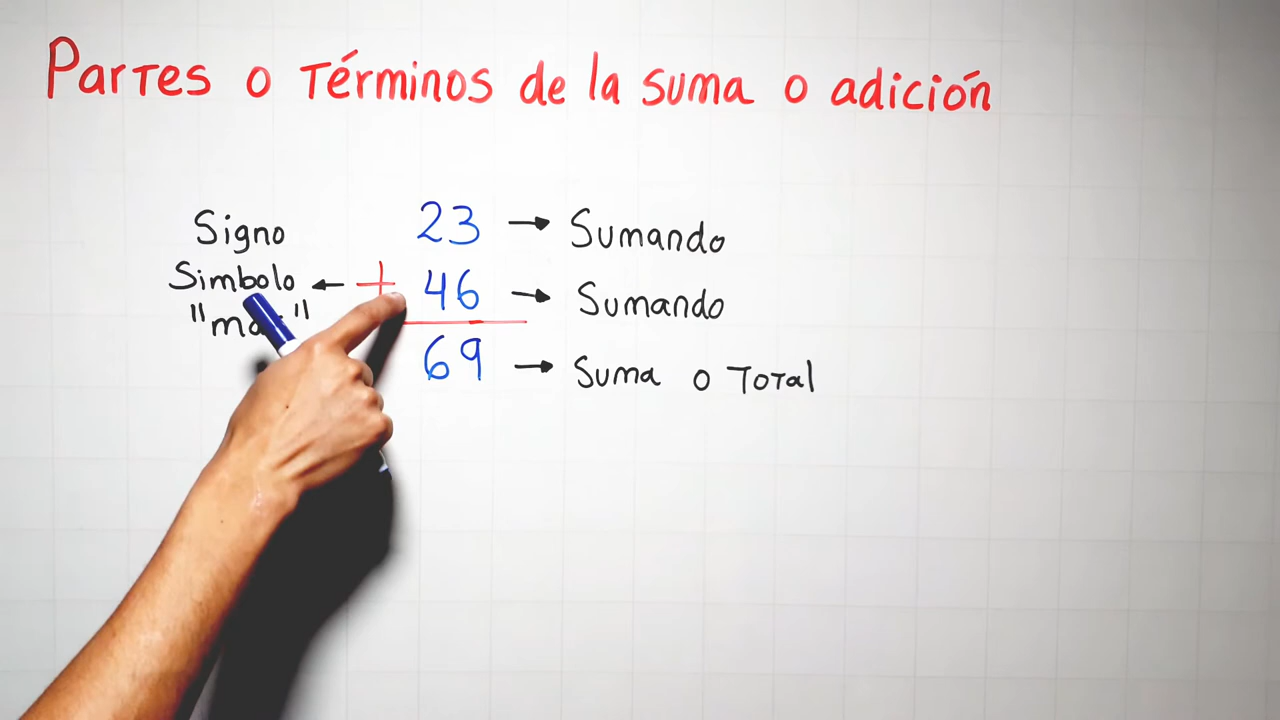 Partes o términos de la suma o adición
Signo 23 → Sumando
Simbolo ← + 46 → Sumando
69 → Suma o Total